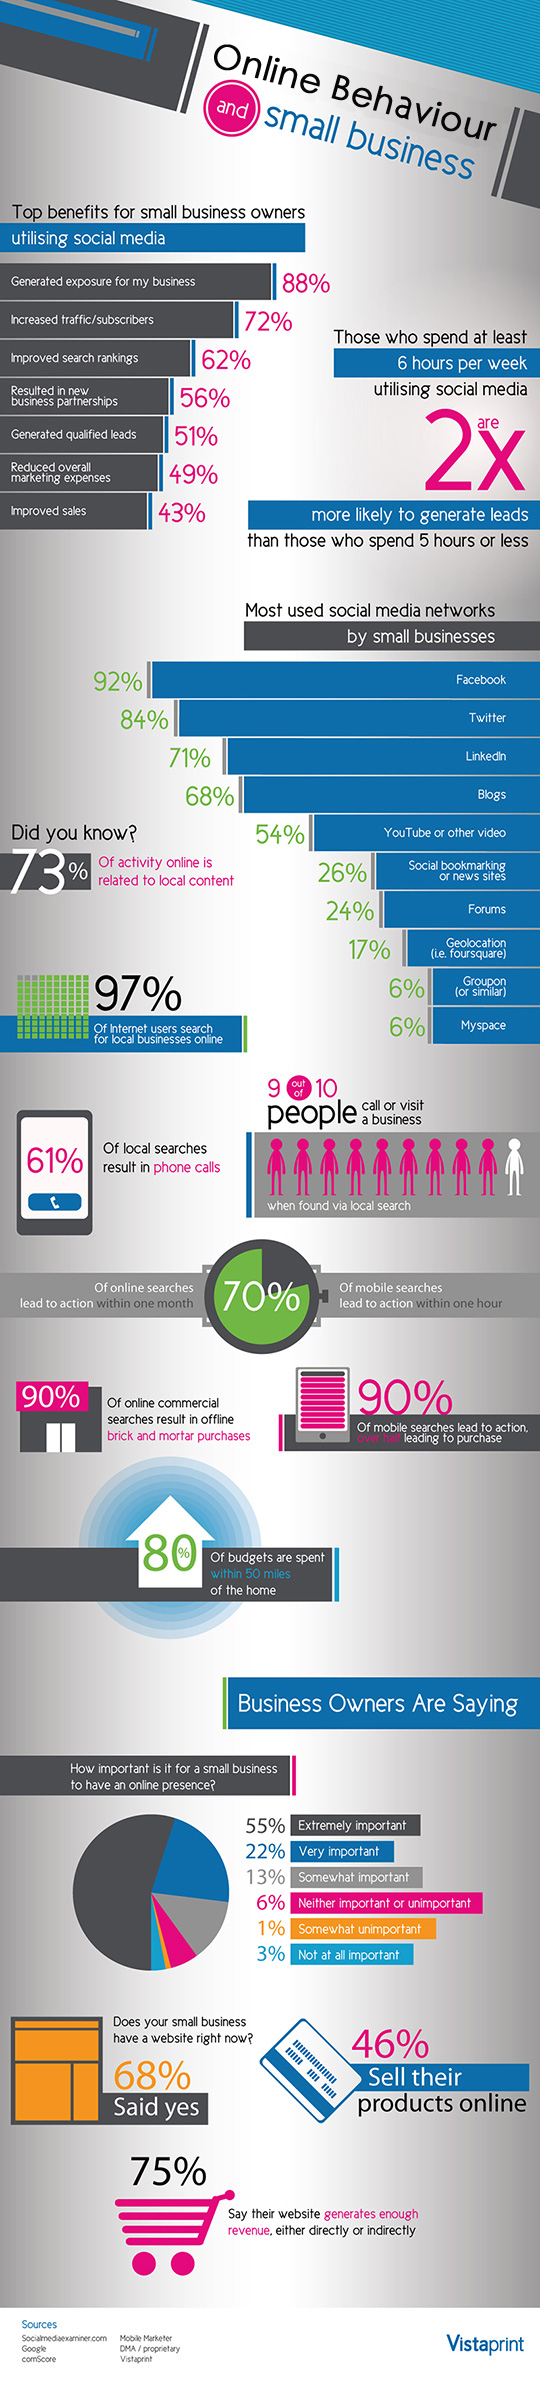 Online Behaviour
and
small business
Top benefits for small business owners
utilising social media
Generated exposure for my business
88%
Increased traffic/subscribers
72%
Improved search rankings
62%
Resulted in new
business partnerships
56%
Generated qualified leads
51%
Reduced overall
marketing expenses
49%
Improved sales
43%
Those who spend at least
6 hours per week
utilising social media
are
2x
more likely to generate leads
than those who spend 5 hours or less
Most used social media networks
by small businesses
92%
Facebook
84%
Twitter
71%
LinkedIn
68%
Blogs
54%
YouTube or other video
26%
Social bookmarking
or news sites
24%
Forums
17%
Geolocation
(i.e. foursquare)
6%
Groupon
(or similar)
6%
Myspace
Did you know?
73%
Of activity online is
related to local content
97%
Of Internet users search
for local businesses online
61%
Of local searches
result in phone calls
9 out of 10
people call or visit
a business
when found via local search
Of online searches
lead to action within one month
70%
Of mobile searches
lead to action within one hour
90%
Of online commercial
searches result in offline
brick and mortar purchases
90%
Of mobile searches lead to action,
over half leading to purchase
80%
Of budgets are spent
within 50 miles
of the home
Business Owners Are Saying
How important is it for a small business
to have an online presence?
55% Extremely important
22% Very important
13% Somewhat important
6% Neither important or unimportant
1% Somewhat unimportant
3% Not at all important
Does your small business
have a website right now?
68%
Said yes
46%
Sell their
products online
75%
Say their website generates enough
revenue, either directly or indirectly
Sources
Socialmediaexaminer.com
Google
comScore
Mobile Marketer
DMA / proprietary
Vistaprint
Vistaprint